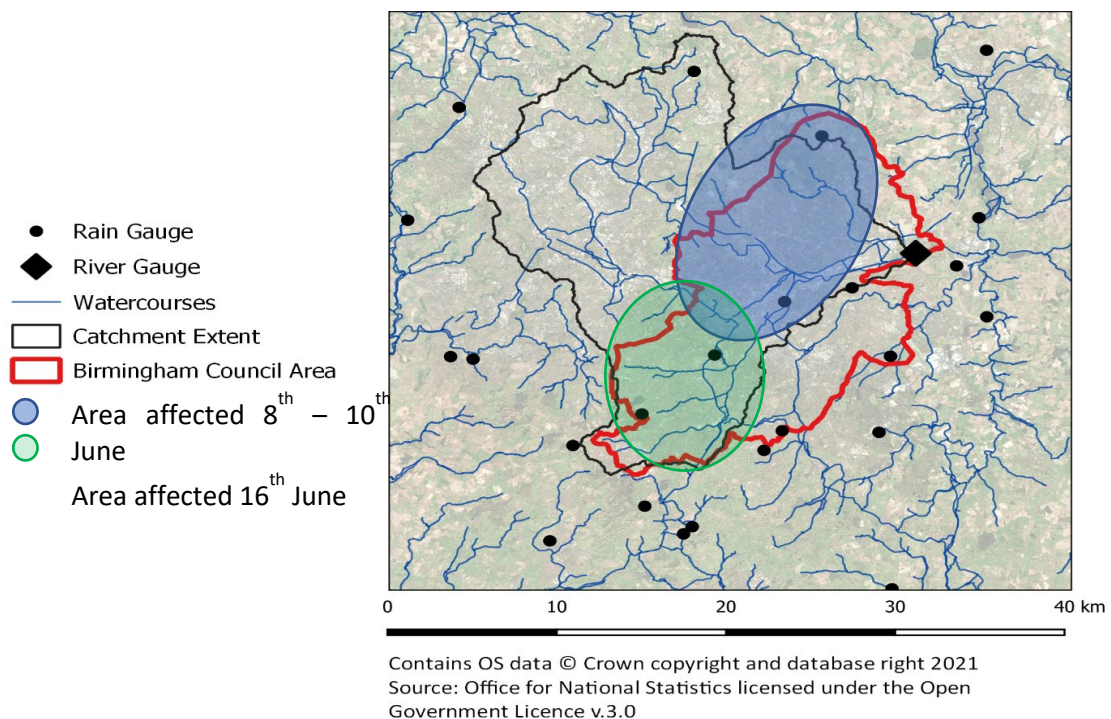 Rain Gauge
River Gauge
Watercourses
Catchment Extent
Birmingham Council Area
Area affected 8th – 10th
June
Area affected 16th June
0 10 20 30 40 km
Contains OS data © Crown copyright and database right 2021
Source: Office for National Statistics licensed under the Open
Government Licence v.3.0